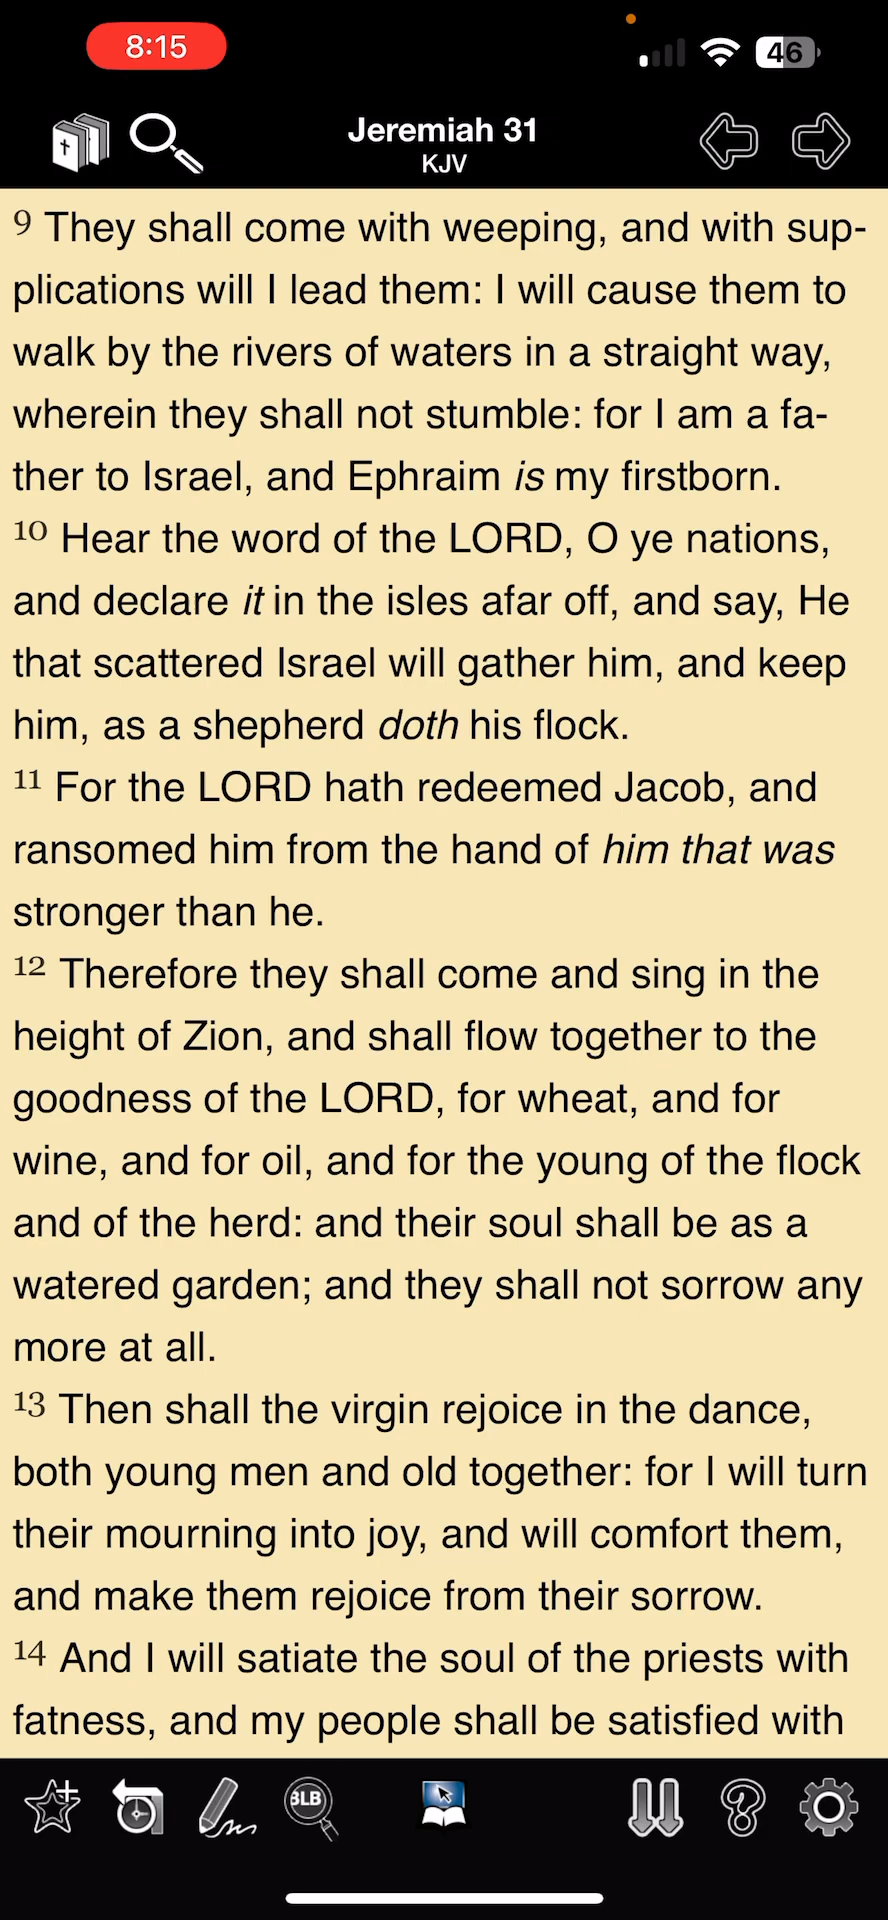 8:15
46
Jeremiah 31
KJV
9 They shall come with weeping, and with sup-
plications will I lead them: I will cause them to
walk by the rivers of waters in a straight way,
wherein they shall not stumble: for I am a fa-
ther to Israel, and Ephraim is my firstborn.
10 Hear the word of the LORD, O ye nations,
and declare it in the isles afar off, and say, He
that scattered Israel will gather him, and keep
him, as a shepherd doth his flock.
11 For the LORD hath redeemed Jacob, and
ransomed him from the hand of him that was
stronger than he.
12 Therefore they shall come and sing in the
height of Zion, and shall flow together to the
goodness of the LORD, for wheat, and for
wine, and for oil, and for the young of the flock
and of the herd: and their soul shall be as a
watered garden; and they shall not sorrow any
more at all.
13 Then shall the virgin rejoice in the dance,
both young men and old together: for I will turn
their mourning into joy, and will comfort them,
and make them rejoice from their sorrow.
14 And I will satiate the soul of the priests with
fatness, and my people shall be satisfied with
BLB